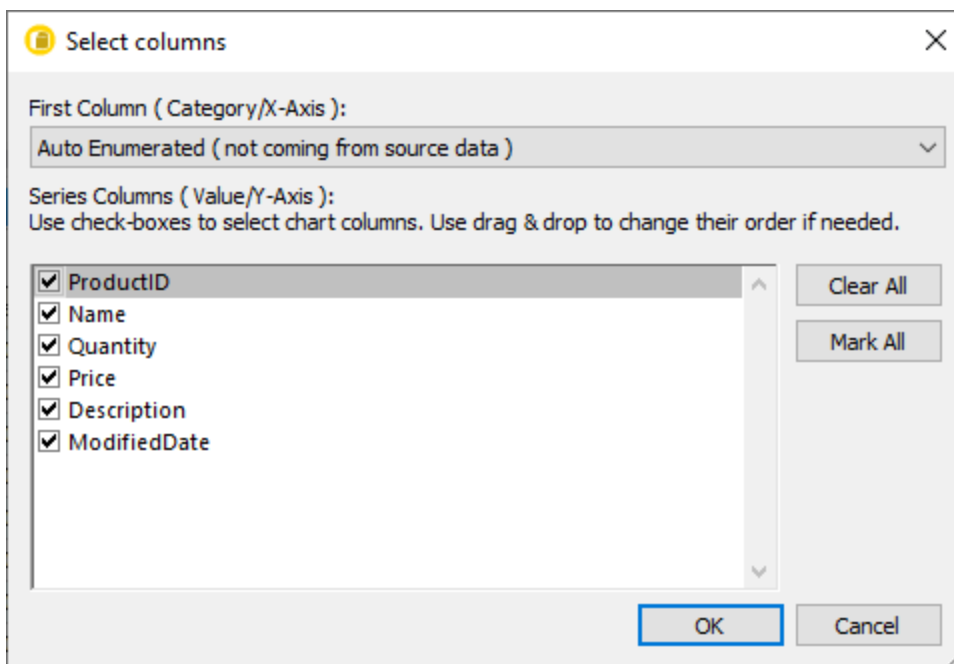 Select columns
First Column ( Category/X-Axis ):
Auto Enumerated ( not coming from source data )
Series Columns ( Value/Y-Axis ):
Use check-boxes to select chart columns. Use drag & drop to change their order if needed.
ProductID
Name
Quantity
Price
Description
ModifiedDate
Clear All
Mark All
OK
Cancel